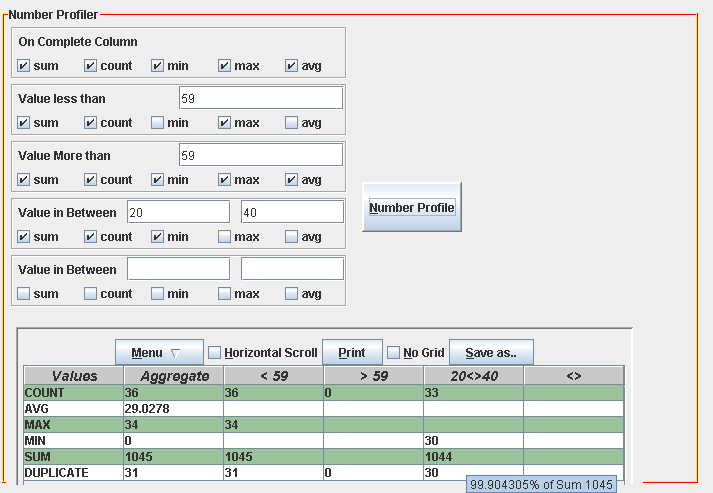 Number Profiler
On Complete Column
sum count min max avg
Value less than 59
sum count min max avg
Value More than 59
sum count min max avg
Value in Between 20 40
sum count min max avg
Value in Between
sum count min max avg
Number Profile
Menu Horizontal Scroll Print No Grid Save as..
Values Aggregate < 59 > 59 20<>40 <>
COUNT 36 36 0 33
AVG 29.0278
MAX 34 34
MIN 0 30
SUM 1045 1045 1044
DUPLICATE 31 31 0 30
99.904305% of Sum 1045